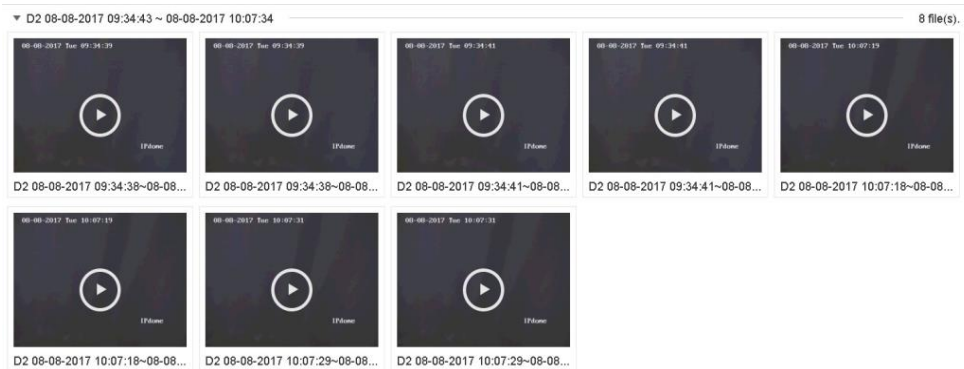 D2 08-08-2017 09:34:43 ~ 08-08-2017 10:07:34 8 file(s).
08-08-2017 Tue 09:34:39 08-08-2017 Tue 09:34:39 08-08-2017 Tue 09:34:41 08-08-2017 Tue 09:34:41 08-08-2017 Tue 10:07:19
IPdome IPdome IPdome IPdome IPdome
D2 08-08-2017 09:34:38~08-08... D2 08-08-2017 09:34:38~08-08... D2 08-08-2017 09:34:41~08-08... D2 08-08-2017 09:34:41~08-08... D2 08-08-2017 10:07:18~08-08...
08-08-2017 Tue 10:07:19 08-08-2017 Tue 10:07:31 08-08-2017 Tue 10:07:31
IPdome IPdome IPdome
D2 08-08-2017 10:07:18~08-08... D2 08-08-2017 10:07:29~08-08... D2 08-08-2017 10:07:29~08-08...